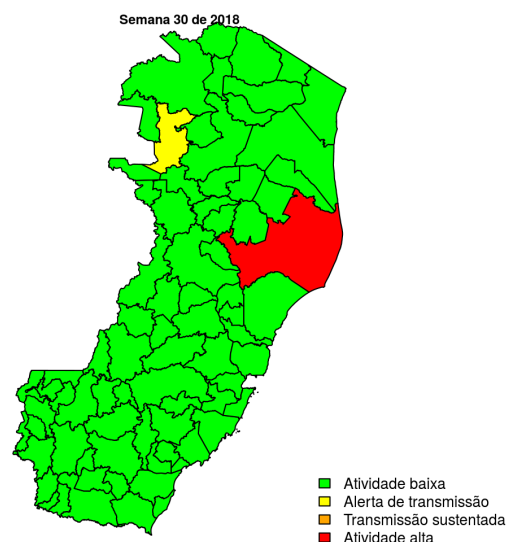 Semana 30 de 2018
Atividade baixa
Alerta de transmissão
Transmissão sustentada
Atividade alta